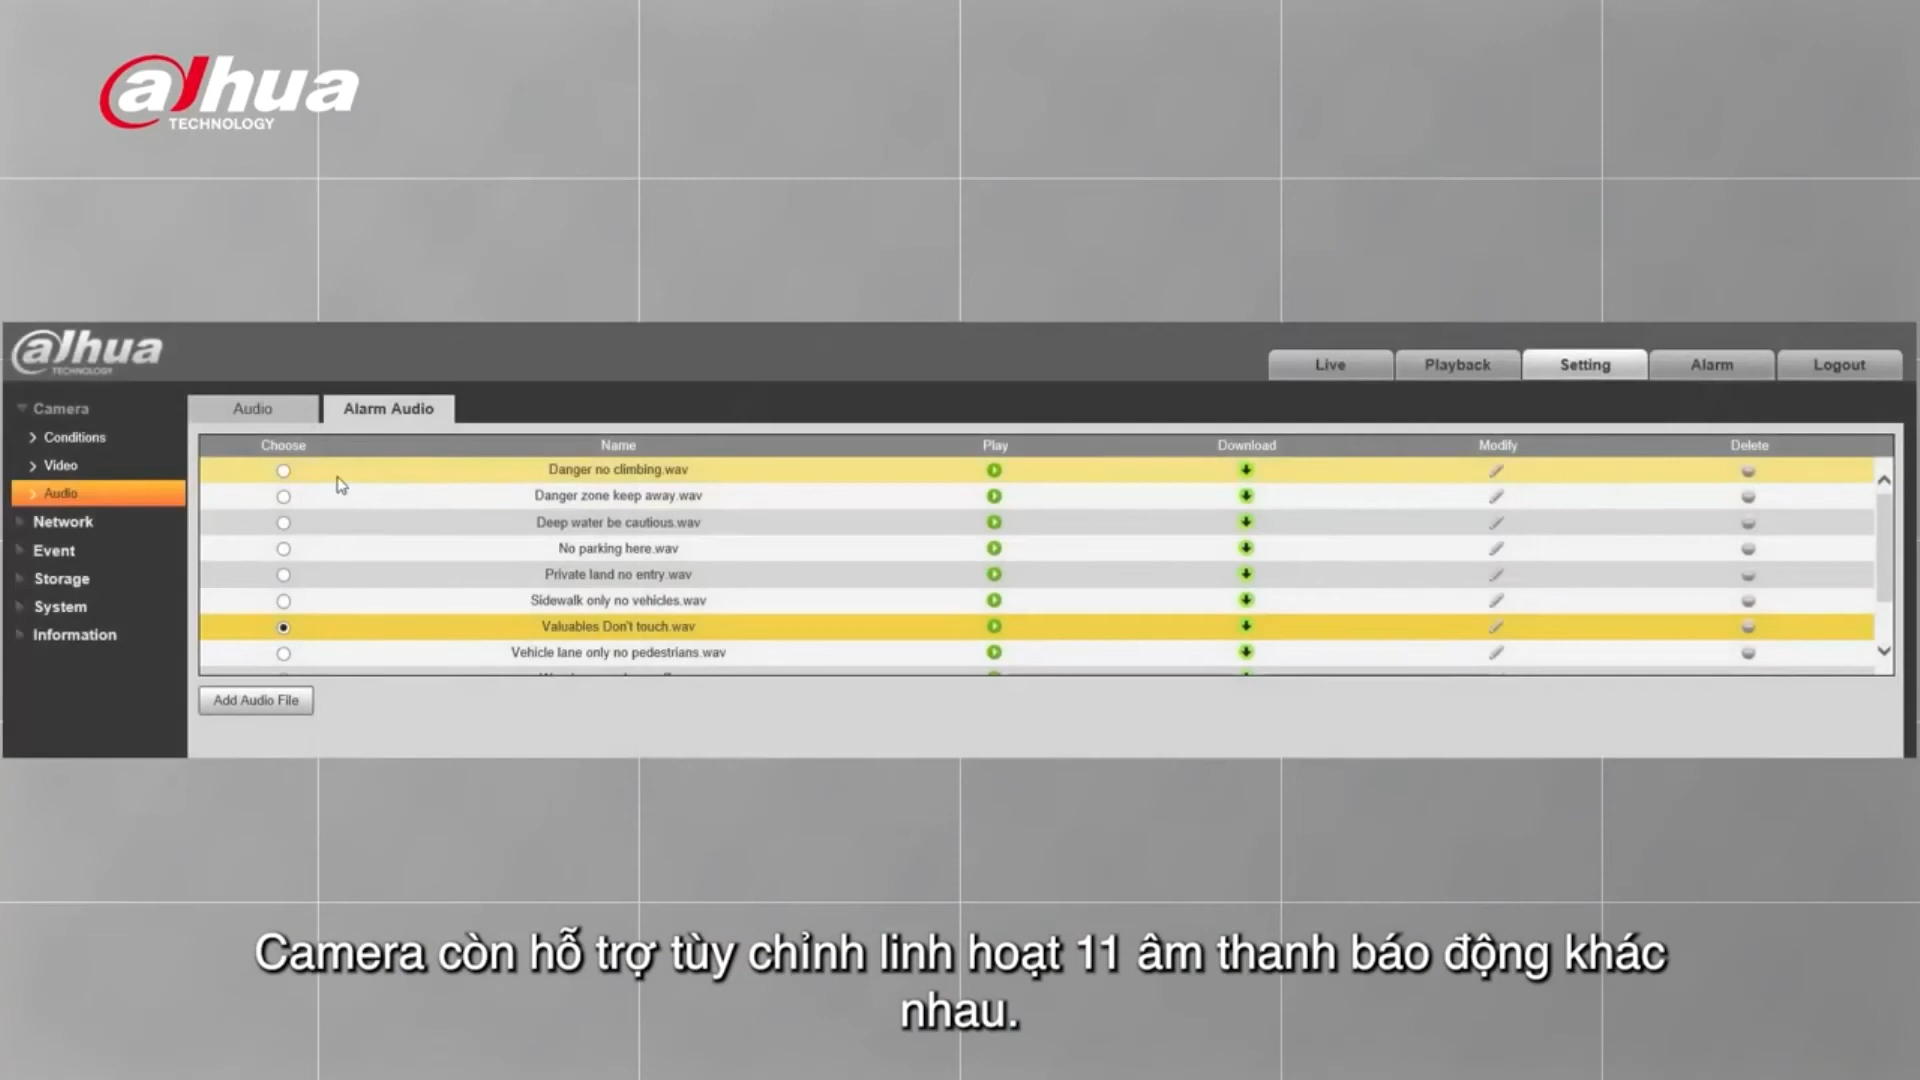 alhua
TECHNOLOGY
alhua
TECHNOLOGY
Live Playback Setting Alarm Logout
Camera
Conditions
Video
Audio
Network
Event
Storage
System
Information
Audio Alarm Audio
Choose Name Play Download Modify Delete
Danger no climbing.wav
Danger zone keep away.wav
Deep water be cautious.wav
No parking here.wav
Private land no entry.wav
Sidewalk only no vehicles.wav
Valuables Don't touch.wav
Vehicle lane only no pedestrians.wav
Add Audio File
Camera còn hỗ trợ tùy chỉnh linh hoạt 11 âm thanh báo động khác
nhau.